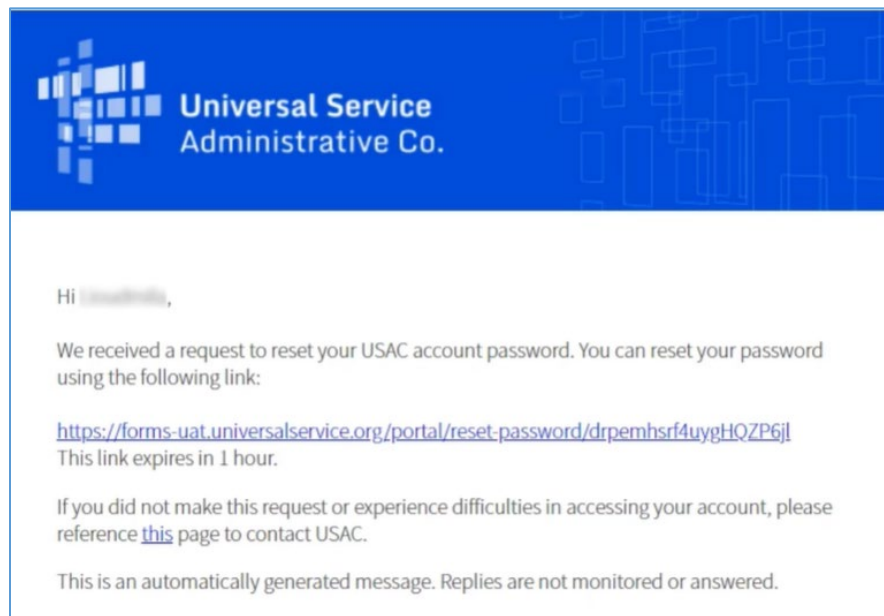 Universal Service
Administrative Co.
Hi ,
We received a request to reset your USAC account password. You can reset your password
using the following link:
https://forms-uat.universalservice.org/portal/reset-password/drpemhsrf4uygHQZP6jl
This link expires in 1 hour.
If you did not make this request or experience difficulties in accessing your account, please
reference this page to contact USAC.
This is an automatically generated message. Replies are not monitored or answered.